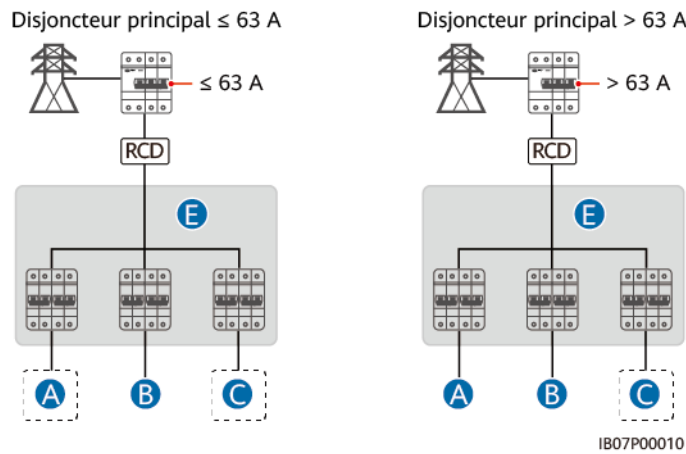 Disjoncteur principal ≤ 63 A
Disjoncteur principal > 63 A
≤ 63 A
> 63 A
RCD
RCD
E
E
A
B
C
A
B
C
IB07P00010